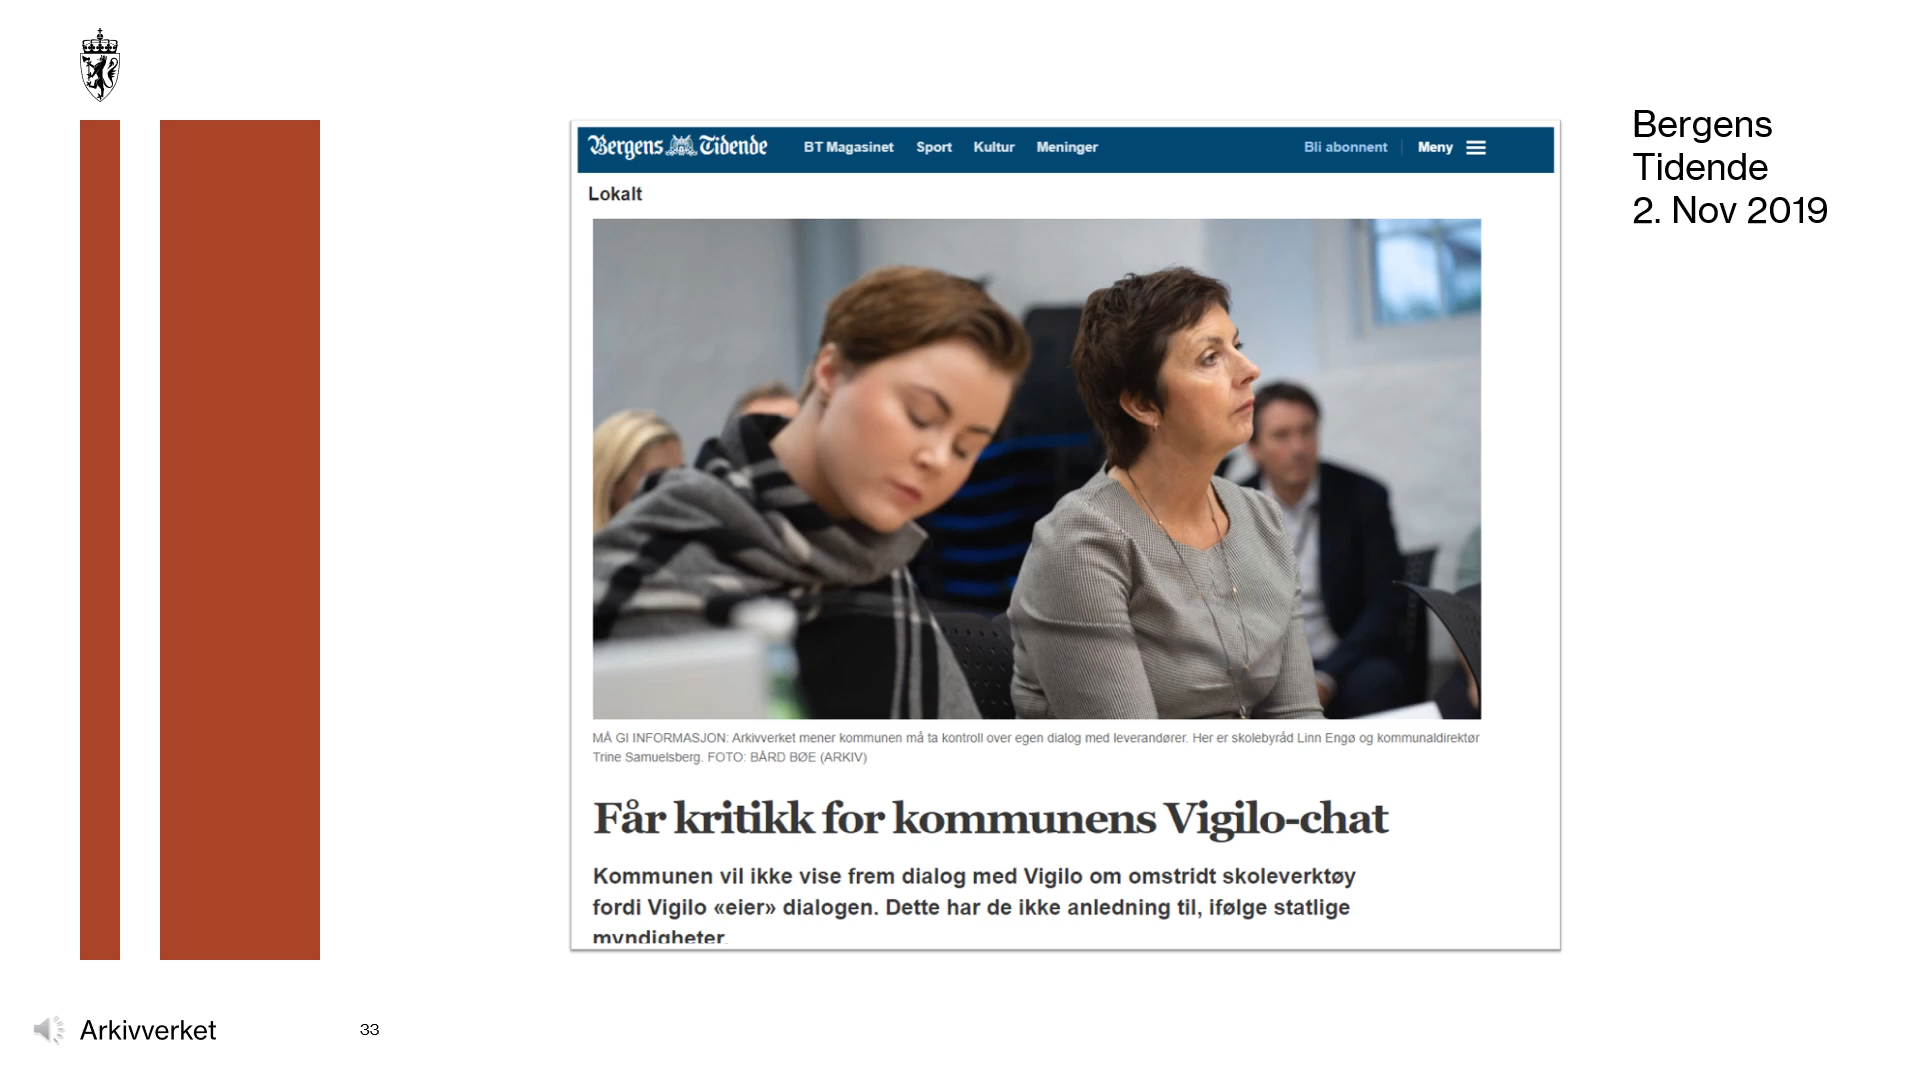 Bergens Tidende BT Magasinet Sport Kultur Meninger Bli abonnent Meny
Lokalt
MÅ GI INFORMASJON: Arkivverket mener kommunen må ta kontroll over egen dialog med leverandører. Her er skolebyråd Linn Engø og kommunaldirektør
Trine Samuelsberg. FOTO: BÅRD BØE (ARKIV)
Får kritikk for kommunens Vigilo-chat
Kommunen vil ikke vise frem dialog med Vigilo om omstridt skoleverktøy
fordi Vigilo «eier» dialogen. Dette har de ikke anledning til, ifølge statlige
myndigheter.
Bergens
Tidende
2. Nov 2019
Arkivverket
33